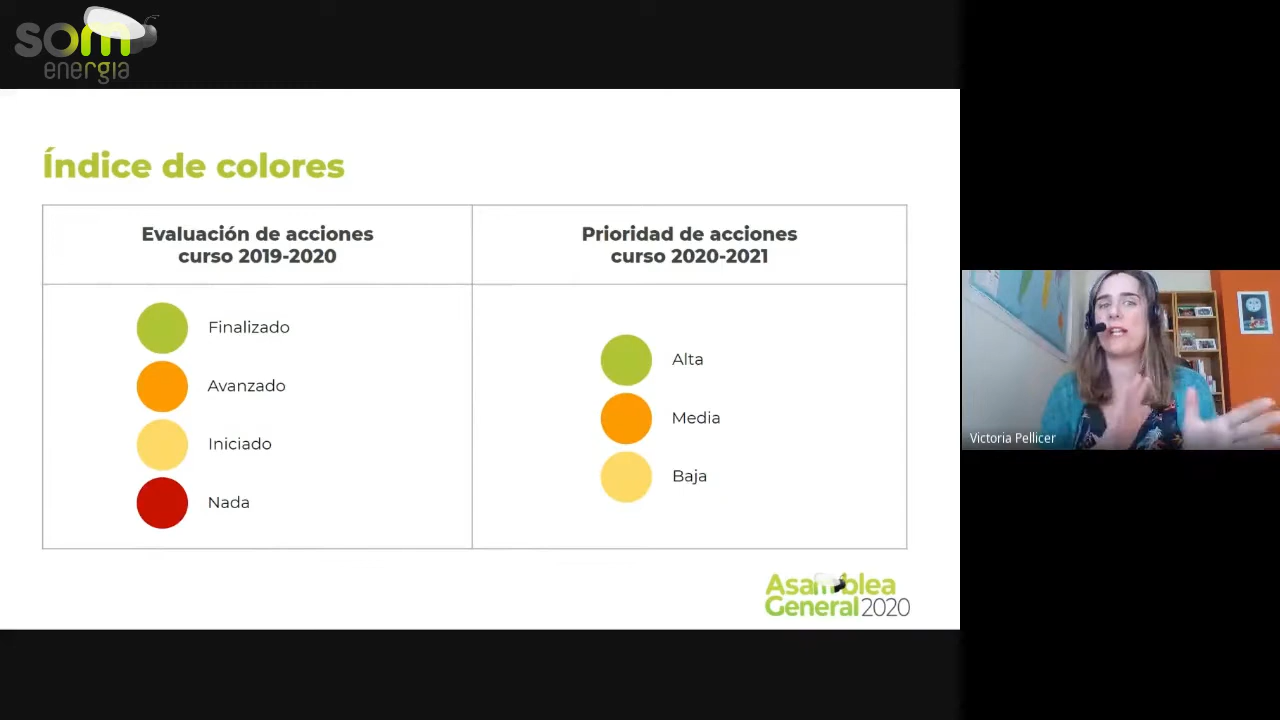 som
energia
Índice de colores
Evaluación de acciones
curso 2019-2020
Prioridad de acciones
curso 2020-2021
Finalizado
Avanzado
Iniciado
Nada
Alta
Media
Baja
Victoria Pellicer
Asamblea
General 2020